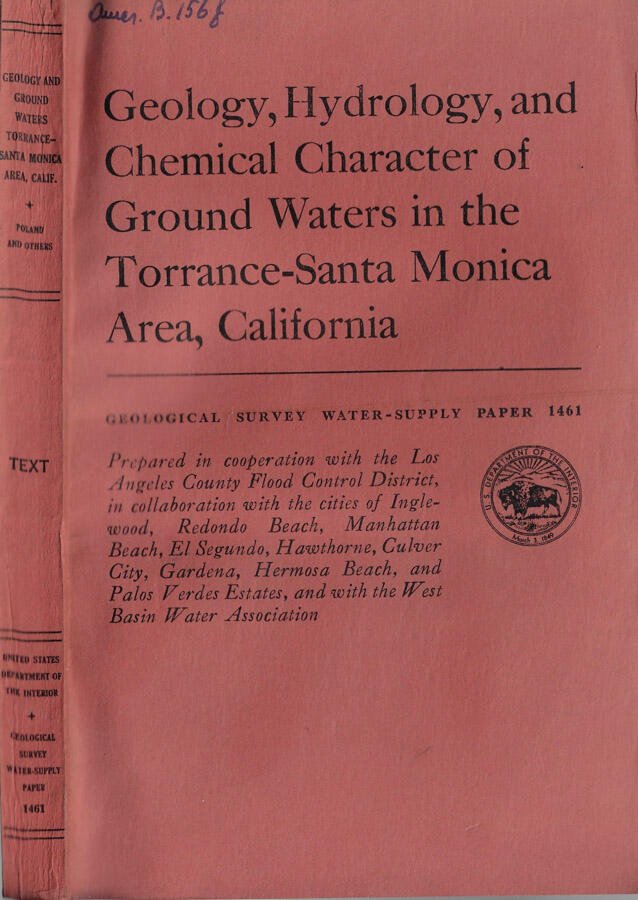 Amer. B. 156 f
GEOLOGY AND
GROUND
WATERS
TORRANCE–
SANTA MONICA
AREA, CALIF.
+
POLAND
AND OTHERS
TEXT
UNITED STATES
DEPARTMENT OF
THE INTERIOR
+
GEOLOGICAL
SURVEY
WATER-SUPPLY
PAPER
1461
Geology, Hydrology, and
Chemical Character of
Ground Waters in the
Torrance-Santa Monica
Area, California
GEOLOGICAL SURVEY WATER-SUPPLY PAPER 1461
Prepared in cooperation with the Los
Angeles County Flood Control District,
in collaboration with the cities of Ingle-
wood, Redondo Beach, Manhattan
Beach, El Segundo, Hawthorne, Culver
City, Gardena, Hermosa Beach, and
Palos Verdes Estates, and with the West
Basin Water Association
U. S. DEPARTMENT OF THE INTERIOR
March 3, 1849